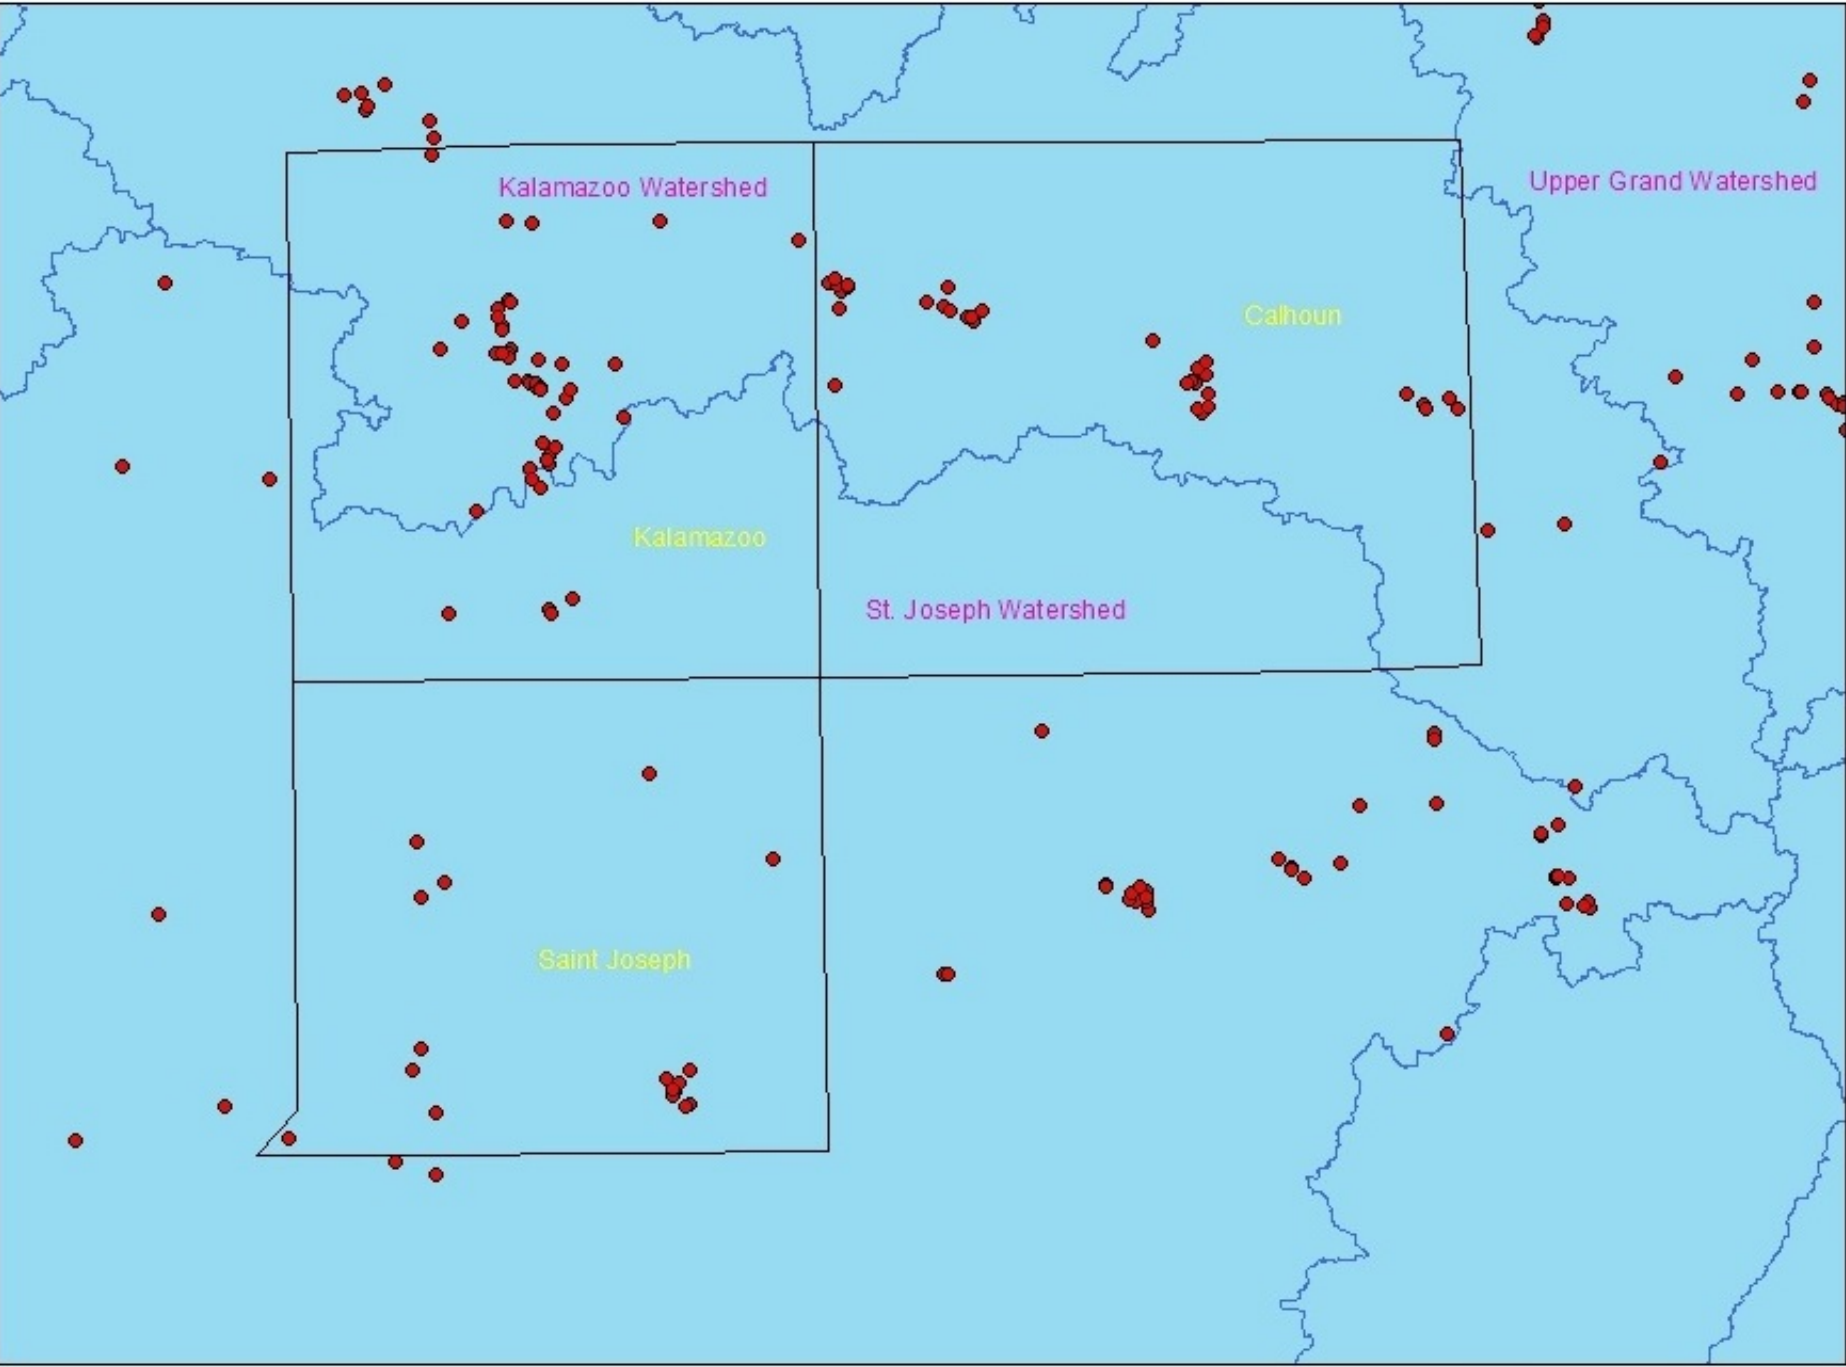 Kalamazoo Watershed
Upper Grand Watershed
Calhoun
Kalamazoo
St. Joseph Watershed
Saint Joseph